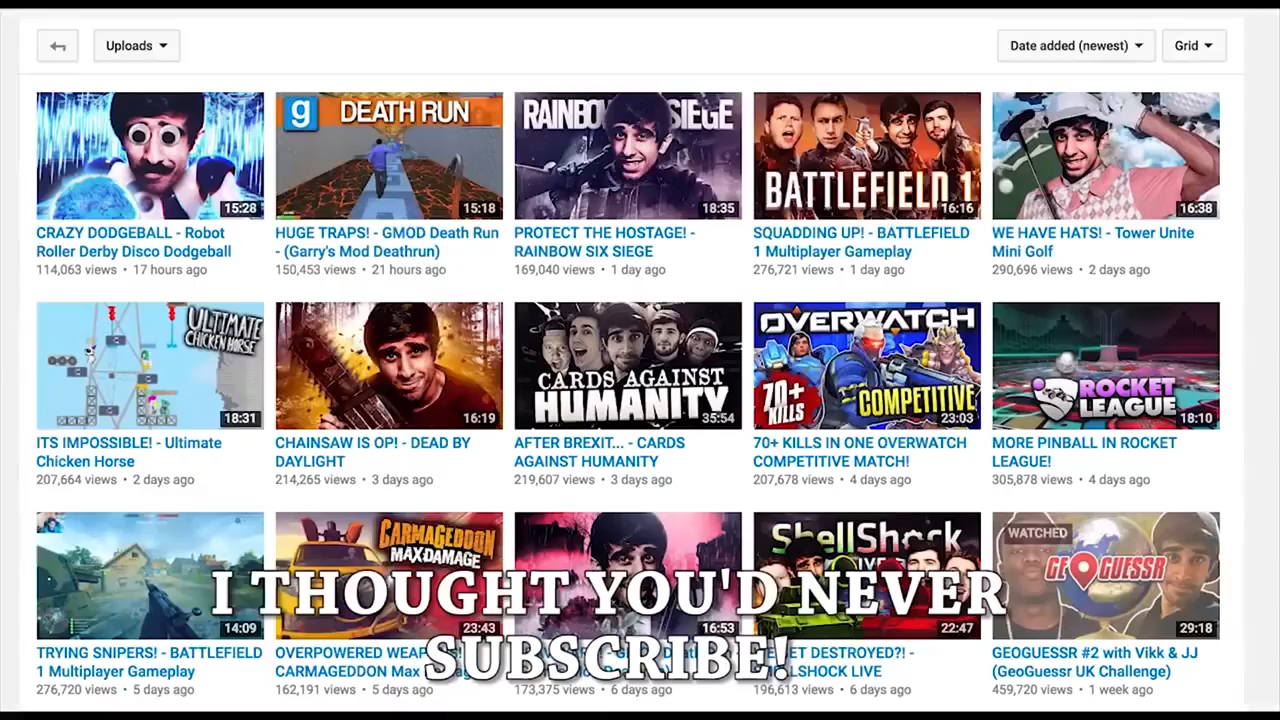 Uploads
Date added (newest)
Grid
15:28
g DEATH RUN
15:18
RAINBOW SIEGE
18:35
BATTLEFIELD 1
16:16
16:38
CRAZY DODGEBALL - Robot
Roller Derby Disco Dodgeball
114,063 views • 17 hours ago
HUGE TRAPS! - GMOD Death Run
- (Garry's Mod Deathrun)
150,453 views • 21 hours ago
PROTECT THE HOSTAGE! -
RAINBOW SIX SIEGE
169,040 views • 1 day ago
SQUADDING UP! - BATTLEFIELD
1 Multiplayer Gameplay
276,721 views • 1 day ago
WE HAVE HATS! - Tower Unite
Mini Golf
290,696 views • 2 days ago
ULTIMATE
CHICKEN HORSE
18:31
16:19
CARDS AGAINST
HUMANITY
35:54
OVERWATCH
70+
KILLS
COMPETITIVE
23:03
ROCKET
LEAGUE
18:10
ITS IMPOSSIBLE! - Ultimate
Chicken Horse
207,664 views • 2 days ago
CHAINSAW IS OP! - DEAD BY
DAYLIGHT
214,265 views • 3 days ago
AFTER BREXIT... - CARDS
AGAINST HUMANITY
219,607 views • 3 days ago
70+ KILLS IN ONE OVERWATCH
COMPETITIVE MATCH!
207,678 views • 4 days ago
MORE PINBALL IN ROCKET
LEAGUE!
305,878 views • 4 days ago
14:09
CARMAGEDDON
MAX DAMAGE
23:43
16:53
ShellShock
LIVE
22:47
WATCHED
GEOGUESSR
29:18
I THOUGHT YOU'D NEVER
SUBSCRIBE!
TRYING SNIPERS! - BATTLEFIELD
1 Multiplayer Gameplay
276,720 views • 5 days ago
OVERPOWERED
CARMAGEDDON Max
162,191 views • 5 days ago
173,375 views • 6 days ago
DESTROYED?! -
LIVE
196,613 views • 6 days ago
GEOGUESSR #2 with Vikk & JJ
(GeoGuessr UK Challenge)
459,720 views • 1 week ago